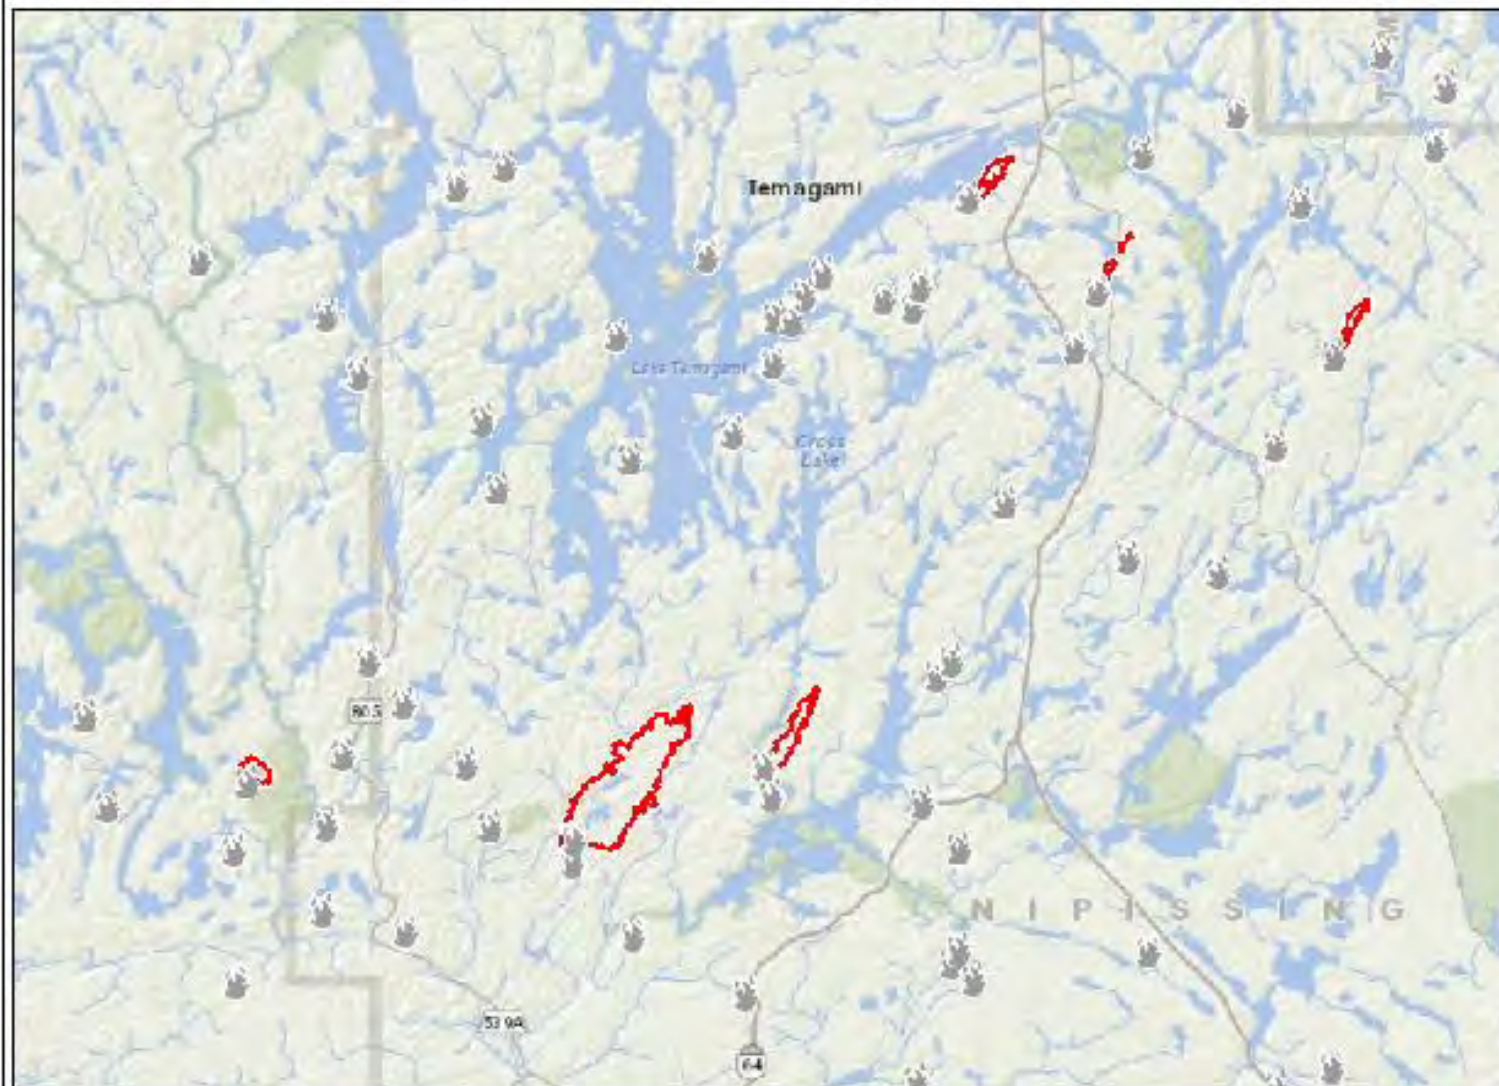 Temagami
Lake Temagami
Cross
Lake
805
NIPISSING
539A
64